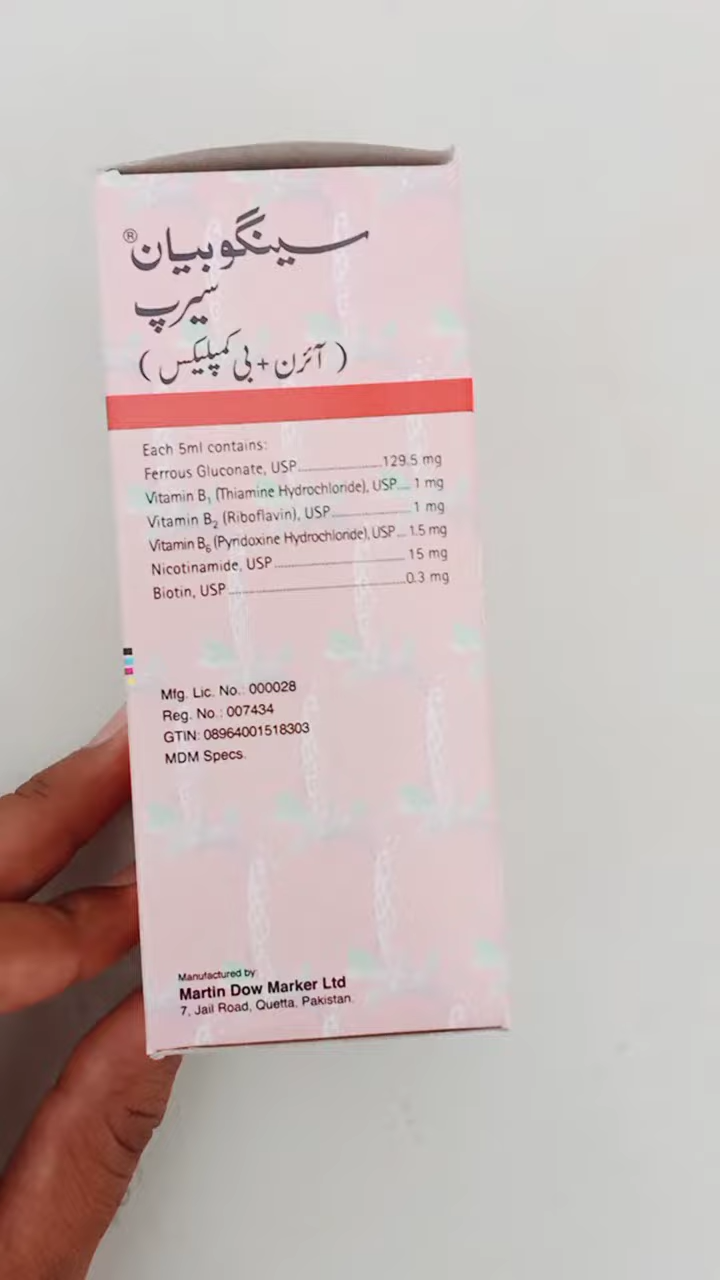 سینگوبیان®
سیرپ
(آئرن+بی کمپلیکس)
Each 5ml contains:
Ferrous Gluconate, USP......................129.5 mg
Vitamin B₁ (Thiamine Hydrochloride), USP.... 1 mg
Vitamin B₂ (Riboflavin), USP..................... 1 mg
Vitamin B₆ (Pyridoxine Hydrochloride), USP... 1.5 mg
Nicotinamide, USP ................................... 15 mg
Biotin, USP ...............................................0.3 mg
Mfg. Lic. No.: 000028
Reg. No.: 007434
GTIN: 08964001518303
MDM Specs.
Manufactured by:
Martin Dow Marker Ltd
7, Jail Road, Quetta, Pakistan.